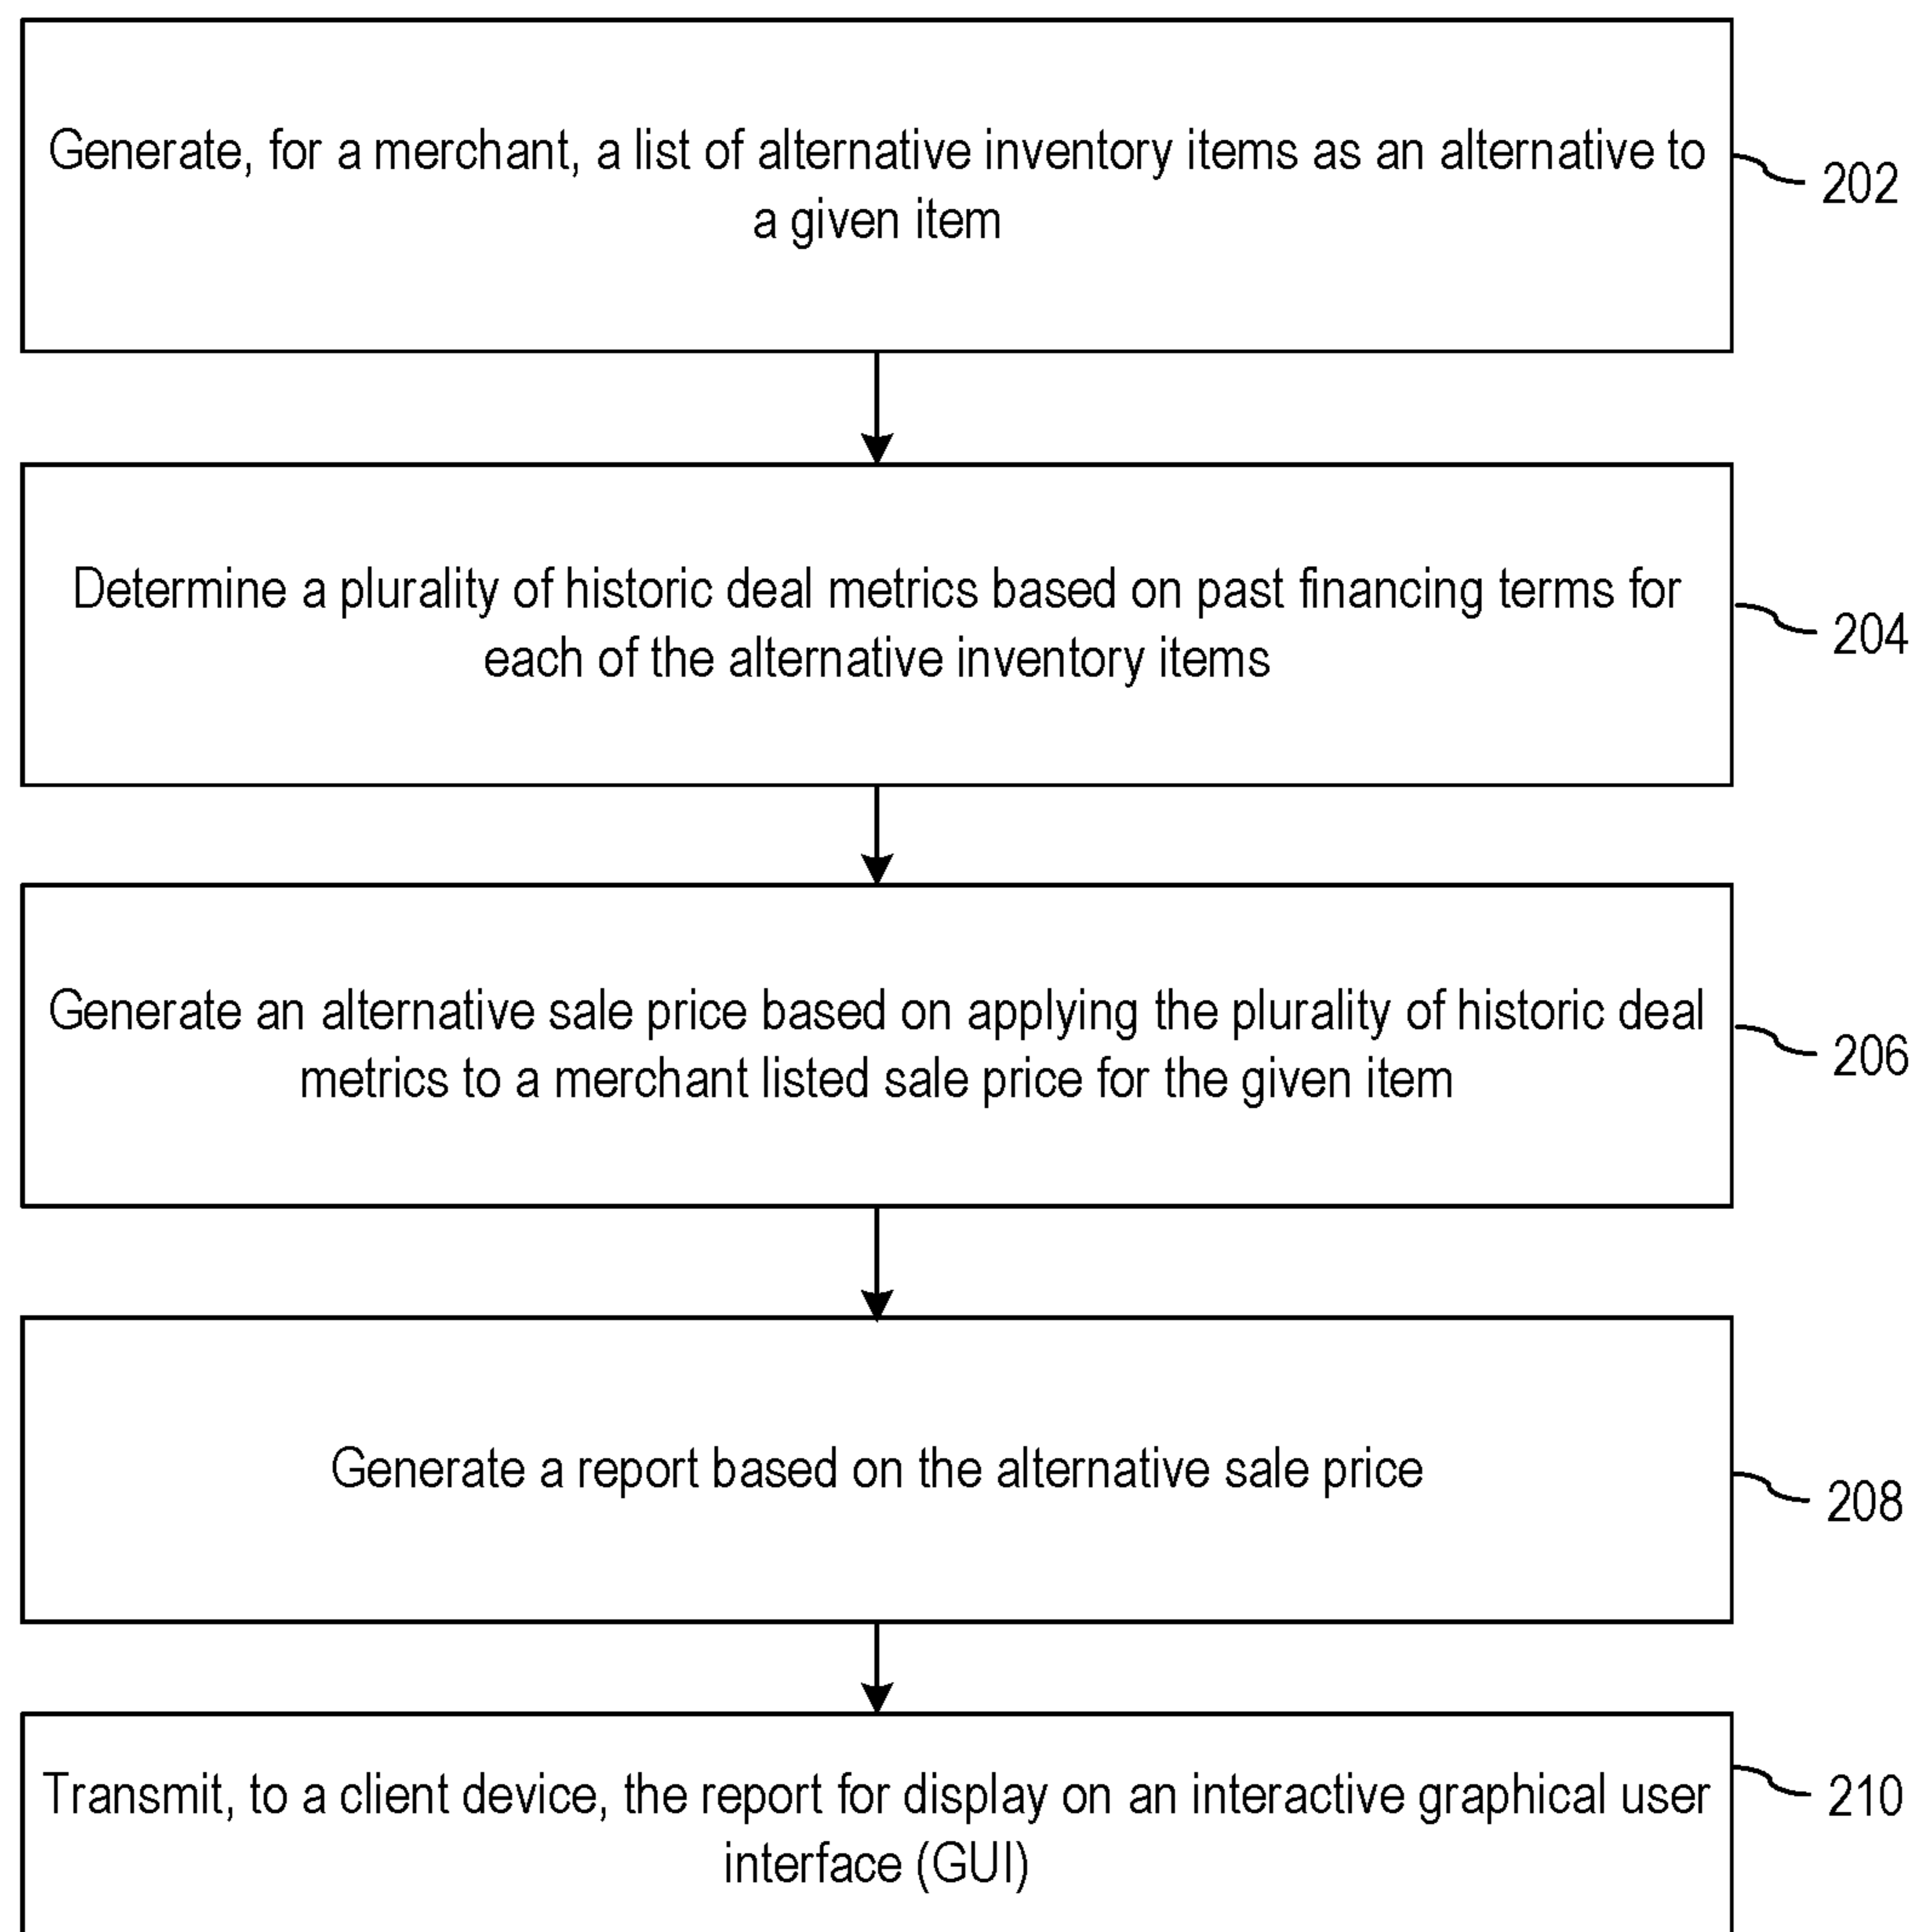 Generate, for a merchant, a list of alternative inventory items as an alternative to
a given item
202
Determine a plurality of historic deal metrics based on past financing terms for
each of the alternative inventory items
204
Generate an alternative sale price based on applying the plurality of historic deal
metrics to a merchant listed sale price for the given item
206
Generate a report based on the alternative sale price
208
Transmit, to a client device, the report for display on an interactive graphical user
interface (GUI)
210